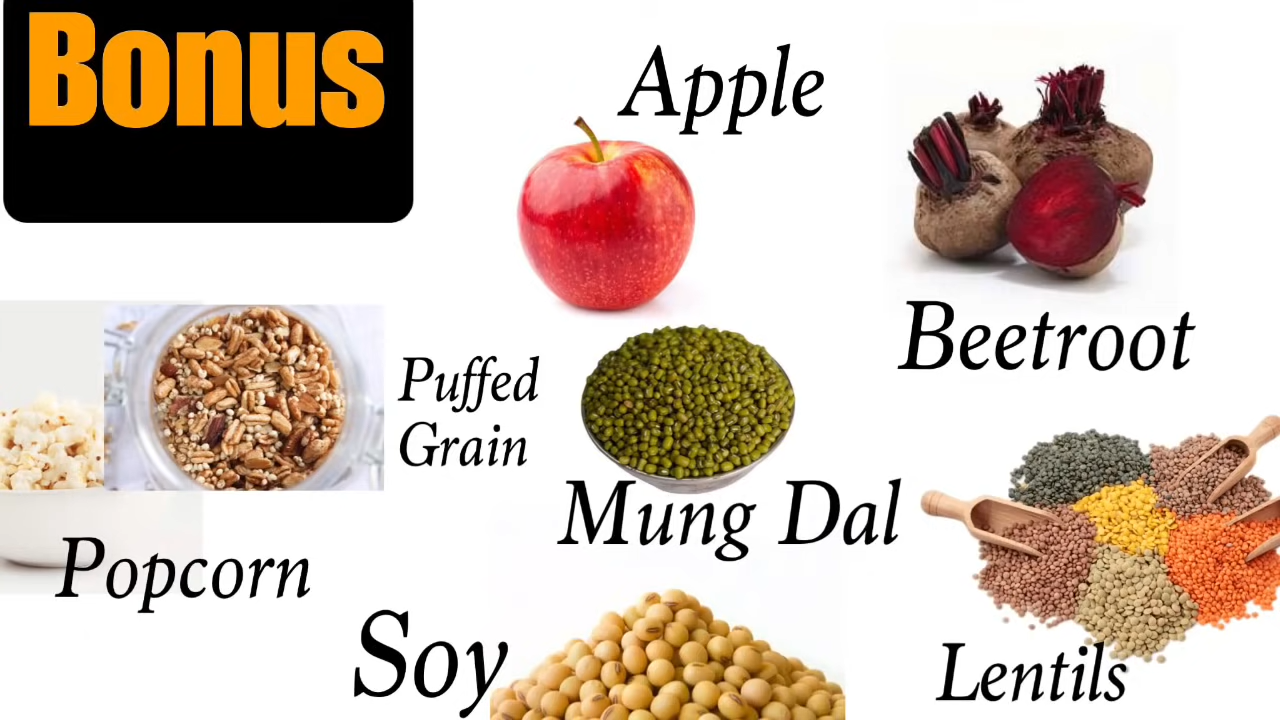 Bonus
Apple
Beetroot
Puffed
Grain
Mung Dal
Popcorn
Soy
Lentils